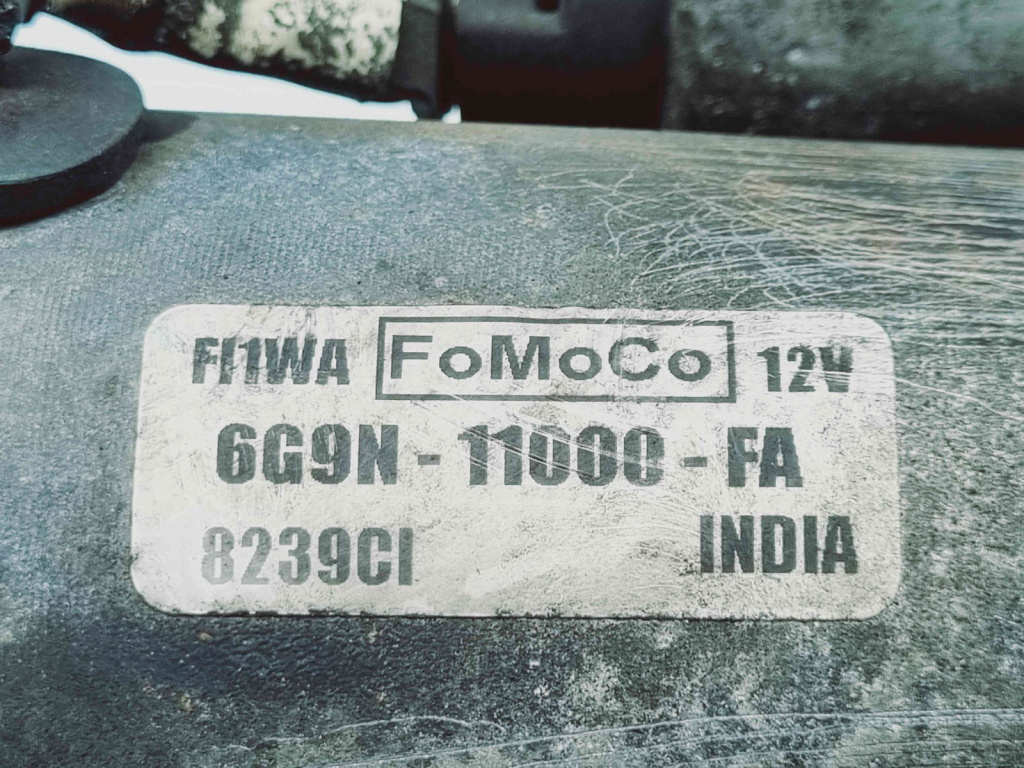 FI1WA FoMoCo 12V
6G9N - 11000 - FA
8239CI INDIA